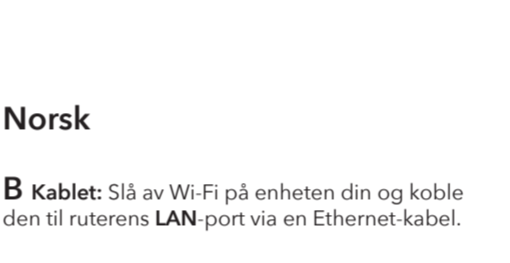 Norsk
B Kablet: Slå av Wi-Fi på enheten din og koble
den til ruterens LAN-port via en Ethernet-kabel.